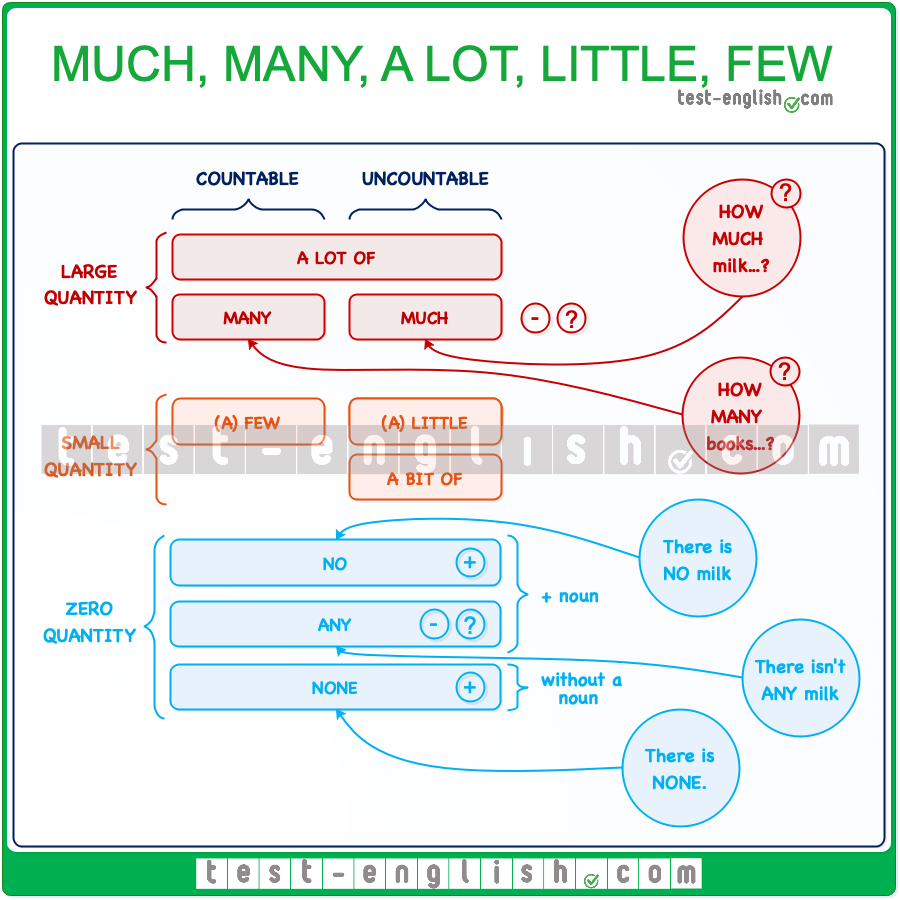 MUCH, MANY, A LOT, LITTLE, FEW
test-english.com
COUNTABLE
UNCOUNTABLE
LARGE
QUANTITY
A LOT OF
MANY
MUCH
- ?
?
HOW
MUCH
milk...?
?
HOW
MANY
books...?
SMALL
QUANTITY
(A) FEW
(A) LITTLE
A BIT OF
test-english.com
ZERO
QUANTITY
NO +
ANY - ?
NONE +
+ noun
without a
noun
There is
NO milk
There isn't
ANY milk
There is
NONE.
test-english.com